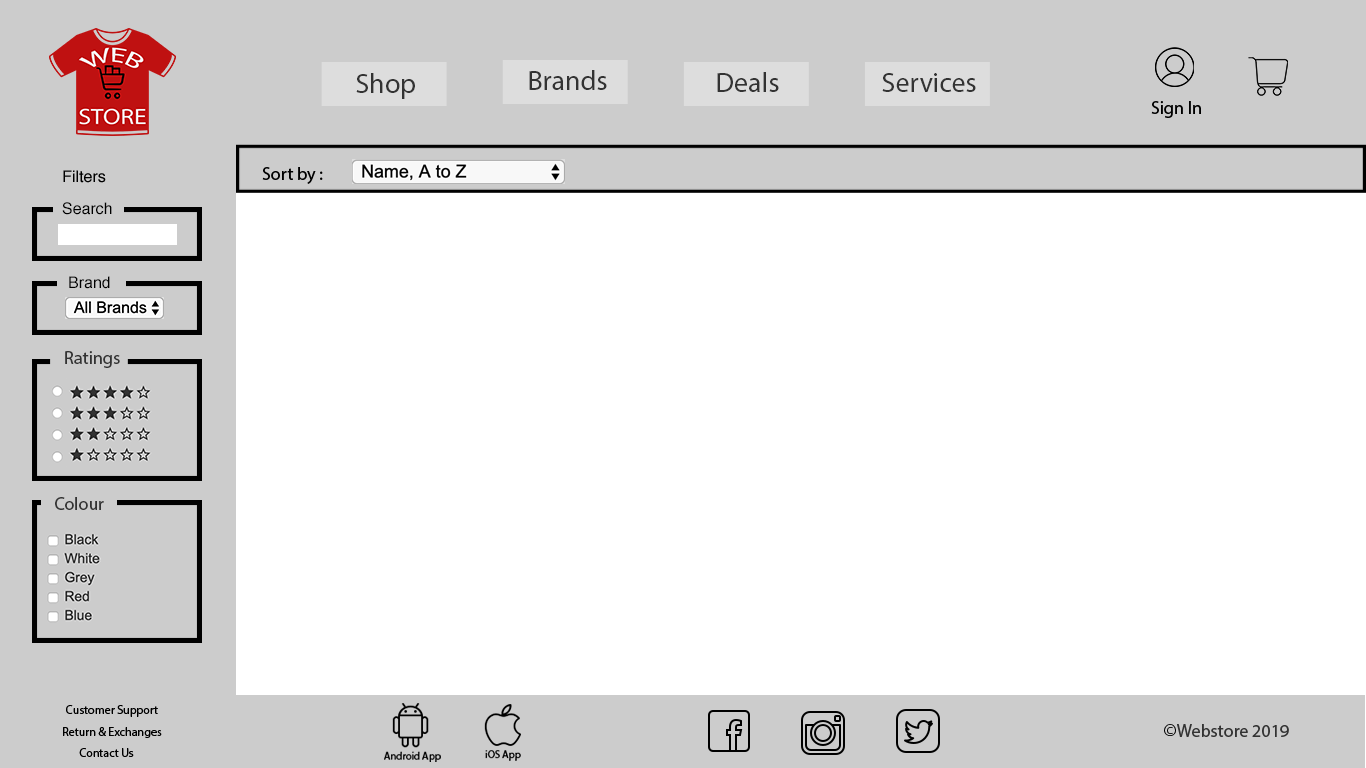 WEB
STORE
Shop
Brands
Deals
Services
Sign In
Sort by :
Name, A to Z
Filters
Search
Brand
All Brands
Ratings
Colour
Black
White
Grey
Red
Blue
Customer Support
Return & Exchanges
Contact Us
Android App
iOS App
©Webstore 2019